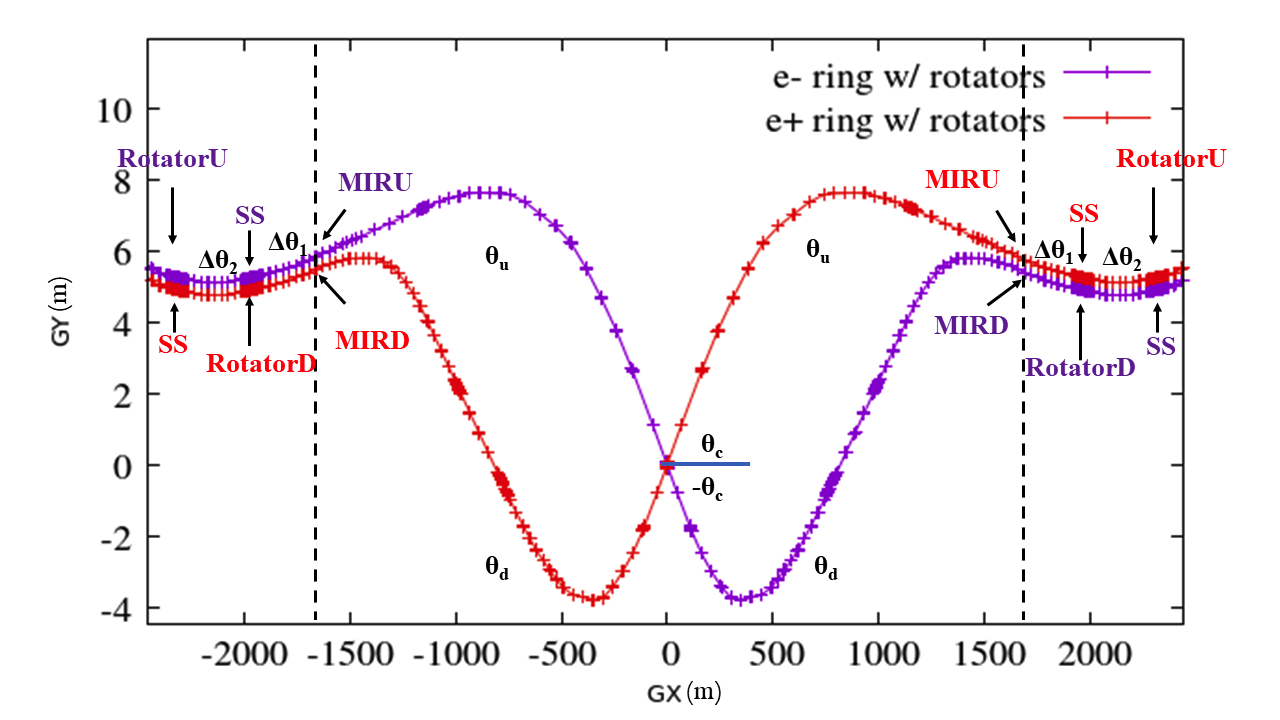 e- ring w/ rotators
e+ ring w/ rotators
10
8
6
4
2
0
-2
-4
GY (m)
RotatorU
MIRU
SS
Δθ2
Δθ1
SS
RotatorD
MIRD
θu
θd
θc
-θc
θu
θd
MIRU
RotatorU
SS
Δθ1
Δθ2
MIRD
RotatorD
SS
-2000 -1500 -1000 -500 0 500 1000 1500 2000
GX (m)